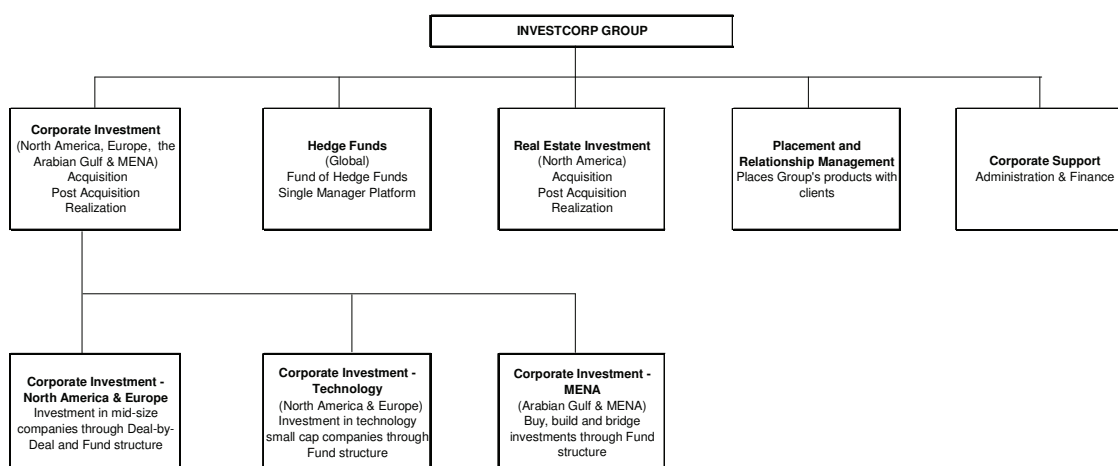 INVESTCORP GROUP
Corporate Investment
(North America, Europe, the
Arabian Gulf & MENA)
Acquisition
Post Acquisition
Realization
Hedge Funds
(Global)
Fund of Hedge Funds
Single Manager Platform
Real Estate Investment
(North America)
Acquisition
Post Acquisition
Realization
Placement and
Relationship Management
Places Group's products with
clients
Corporate Support
Administration & Finance
Corporate Investment -
North America & Europe
Investment in mid-size
companies through Deal-by-
Deal and Fund structure
Corporate Investment -
Technology
(North America & Europe)
Investment in technology
small cap companies through
Fund structure
Corporate Investment -
MENA
(Arabian Gulf & MENA)
Buy, build and bridge
investments through Fund
structure